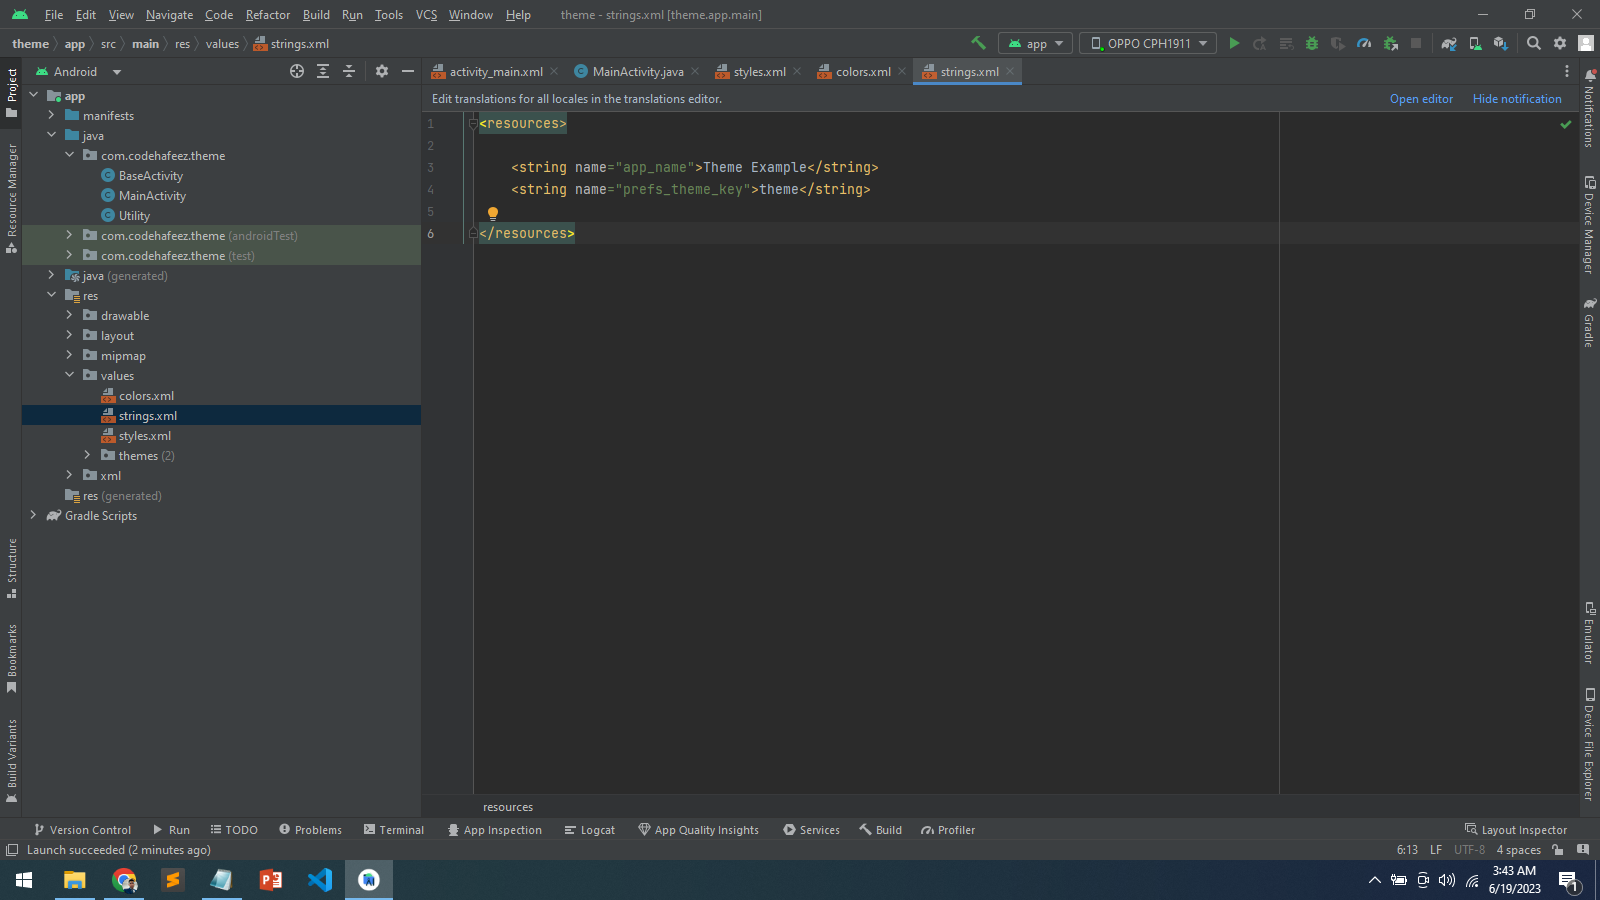 File Edit View Navigate Code Refactor Build Run Tools VCS Window Help theme - strings.xml [theme.app.main]
theme app src main res values strings.xml app OPPO CPH1911
Project
Android
activity_main.xml MainActivity.java styles.xml colors.xml strings.xml
Edit translations for all locales in the translations editor. Open editor Hide notification
app
manifests
java
com.codehafeez.theme
BaseActivity
MainActivity
Utility
com.codehafeez.theme (androidTest)
com.codehafeez.theme (test)
java (generated)
res
drawable
layout
mipmap
values
colors.xml
strings.xml
styles.xml
themes (2)
xml
res (generated)
Gradle Scripts
1 <resources>
2
3 <string name="app_name">Theme Example</string>
4 <string name="prefs_theme_key">theme</string>
5
6 </resources>
resources
Resource Manager
Structure
Bookmarks
Build Variants
Notifications
Device Manager
Gradle
Emulator
Device File Explorer
Version Control Run TODO Problems Terminal App Inspection Logcat App Quality Insights Services Build Profiler Layout Inspector
Launch succeeded (2 minutes ago) 6:13 LF UTF-8 4 spaces
3:43 AM
6/19/2023
1